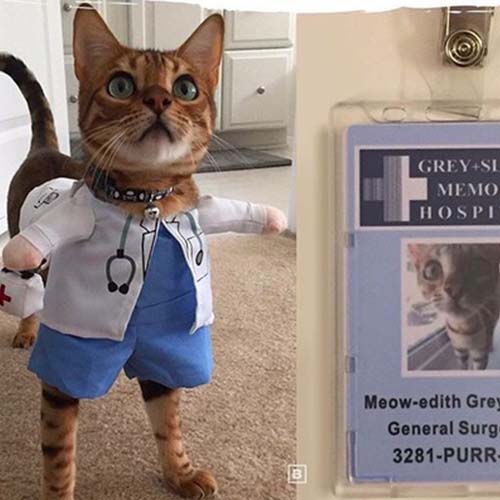 GREY+SL
MEMO
HOSPI
Meow-edith Grey
General Surg
3281-PURR-
B